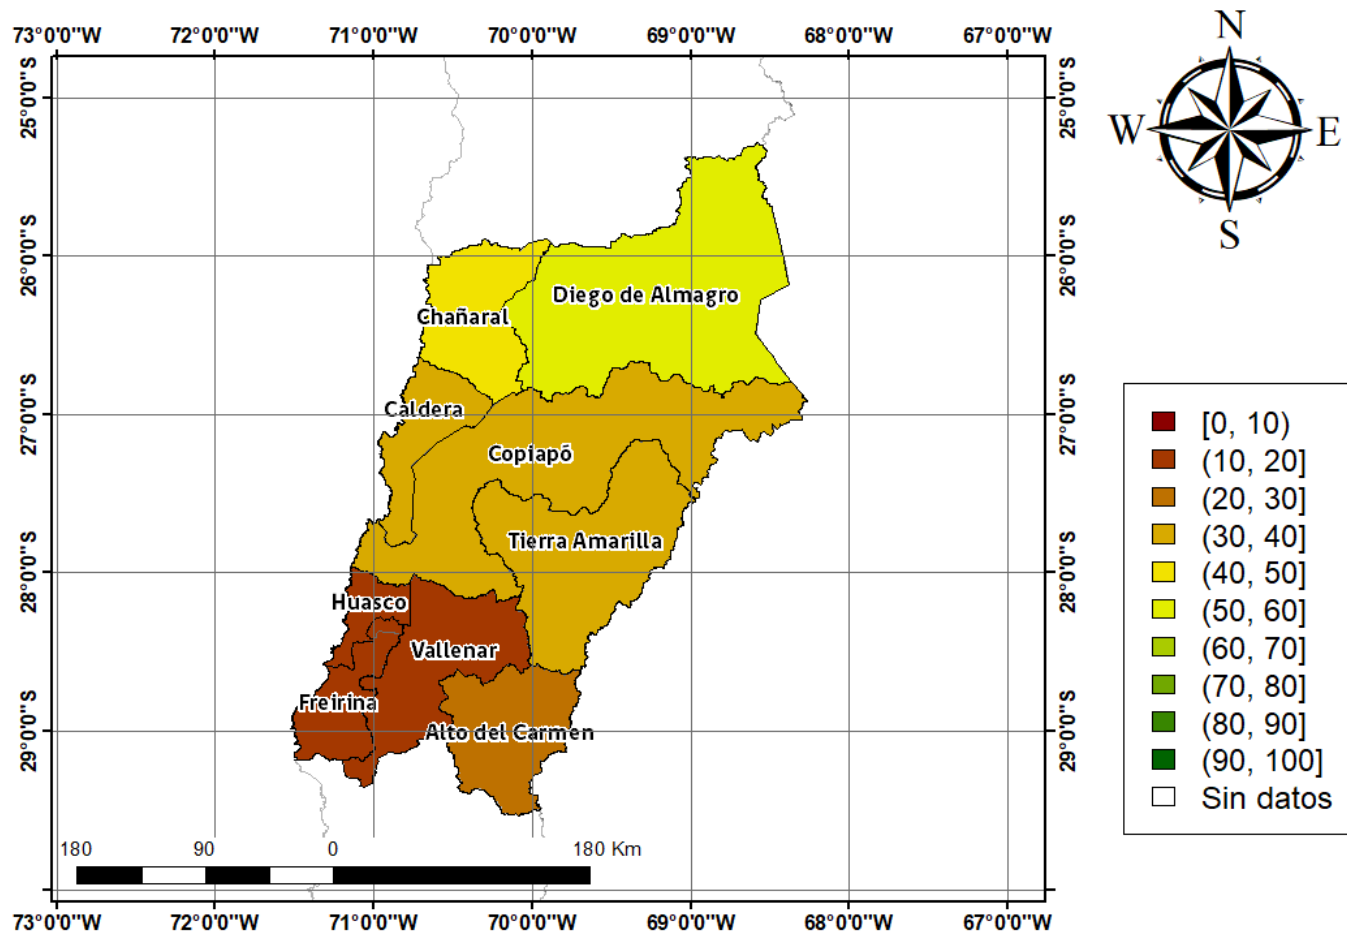 73°0'0"W 72°0'0"W 71°0'0"W 70°0'0"W 69°0'0"W 68°0'0"W 67°0'0"W
N
W E
S
25°0'0"S 25°0'0"S
26°0'0"S 26°0'0"S
Diego de Almagro
Chañaral
Caldera
27°0'0"S 27°0'0"S
Copiapó
Tierra Amarilla
28°0'0"S 28°0'0"S
Huasco
Vallenar
Freirina
Alto del Carmen
29°0'0"S 29°0'0"S
[0, 10)
(10, 20]
(20, 30]
(30, 40]
(40, 50]
(50, 60]
(60, 70]
(70, 80]
(80, 90]
(90, 100]
Sin datos
180 90 0 180 Km
73°0'0"W 72°0'0"W 71°0'0"W 70°0'0"W 69°0'0"W 68°0'0"W 67°0'0"W